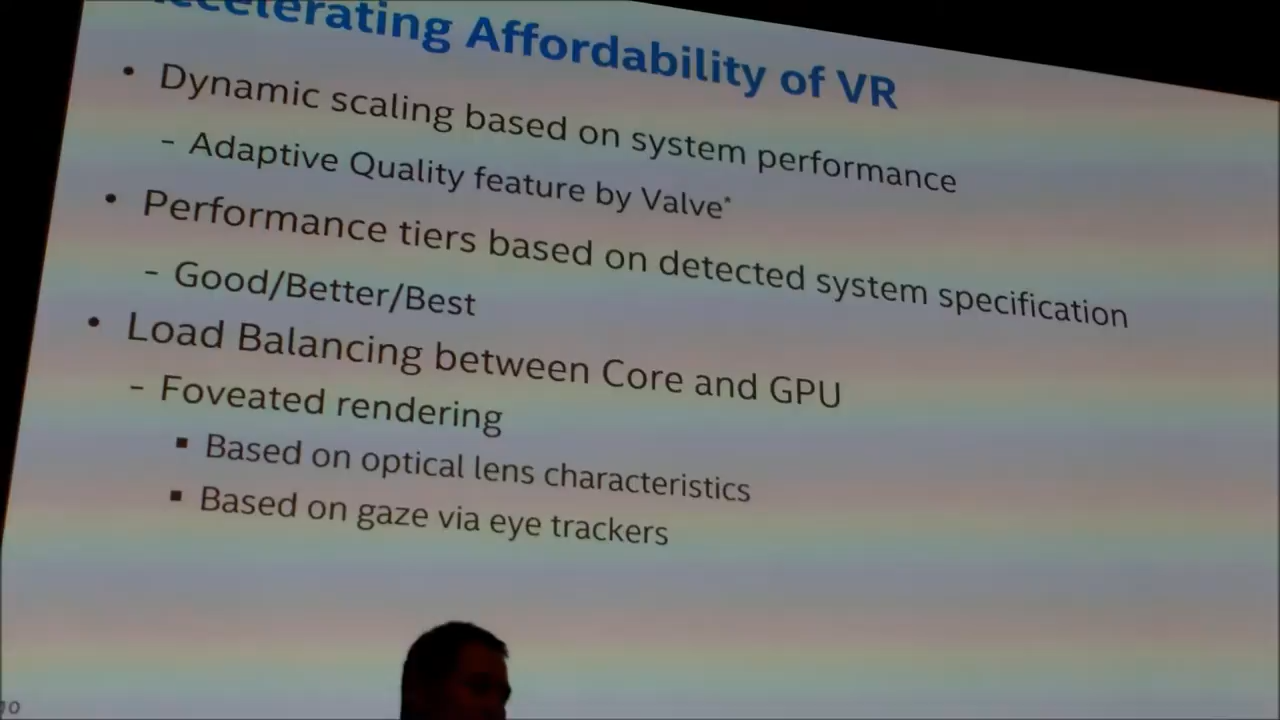 Accelerating Affordability of VR
• Dynamic scaling based on system performance
– Adaptive Quality feature by Valve*
• Performance tiers based on detected system specification
– Good/Better/Best
• Load Balancing between Core and GPU
– Foveated rendering
▪ Based on optical lens characteristics
▪ Based on gaze via eye trackers
10